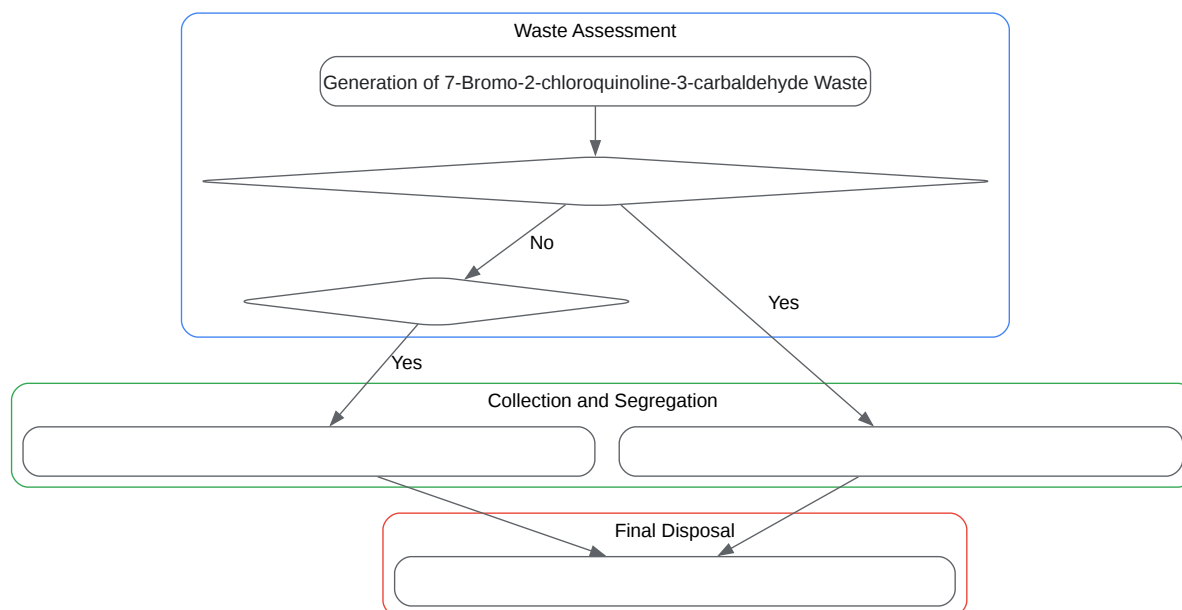 Waste Assessment
Generation of 7-Bromo-2-chloroquinoline-3-carbaldehyde Waste
No
Yes
Yes
Collection and Segregation
Final Disposal